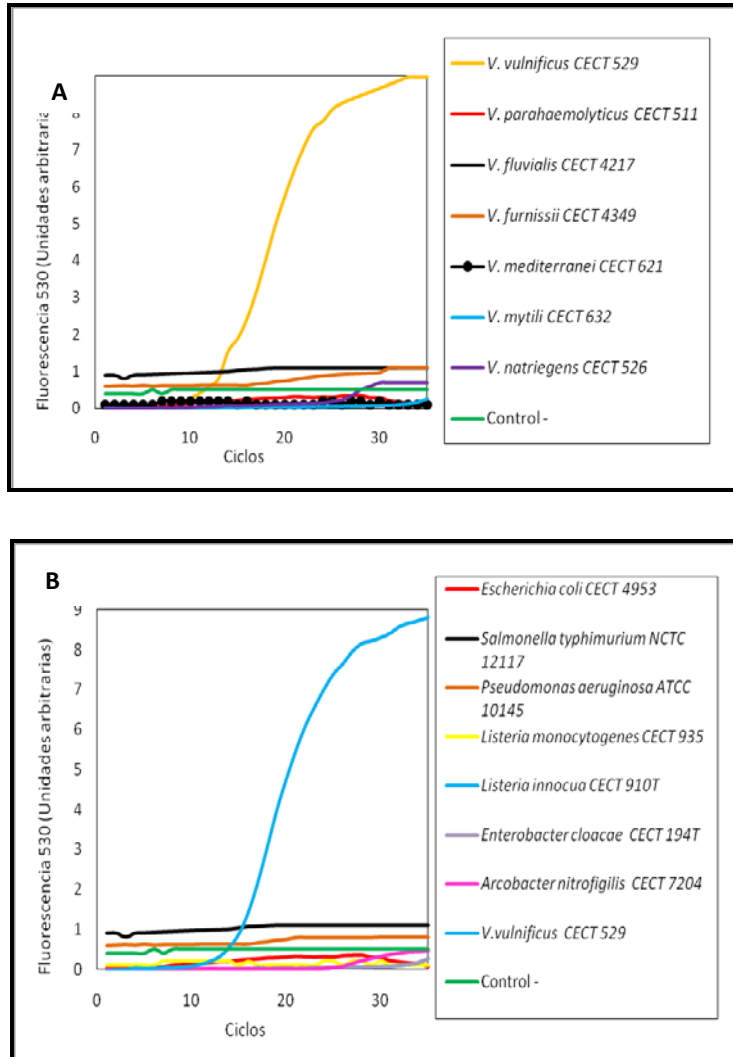 A
Fluorescencia 530 (Unidades arbitraria
8
7
6
5
4
3
2
1
0
0 10 20 30
Ciclos
V. vulnificus CECT 529
V. parahaemolyticus CECT 511
V. fluvialis CECT 4217
V. furnissii CECT 4349
V. mediterranei CECT 621
V. mytili CECT 632
V. natriegens CECT 526
Control -
B
Fluorescencia 530 (Unidades arbitrarias)
9
8
7
6
5
4
3
2
1
0
0 10 20 30
Ciclos
Escherichia coli CECT 4953
Salmonella typhimurium NCTC
12117
Pseudomonas aeruginosa ATCC
10145
Listeria monocytogenes CECT 935
Listeria innocua CECT 910T
Enterobacter cloacae CECT 194T
Arcobacter nitrofigilis CECT 7204
V.vulnificus CECT 529
Control -